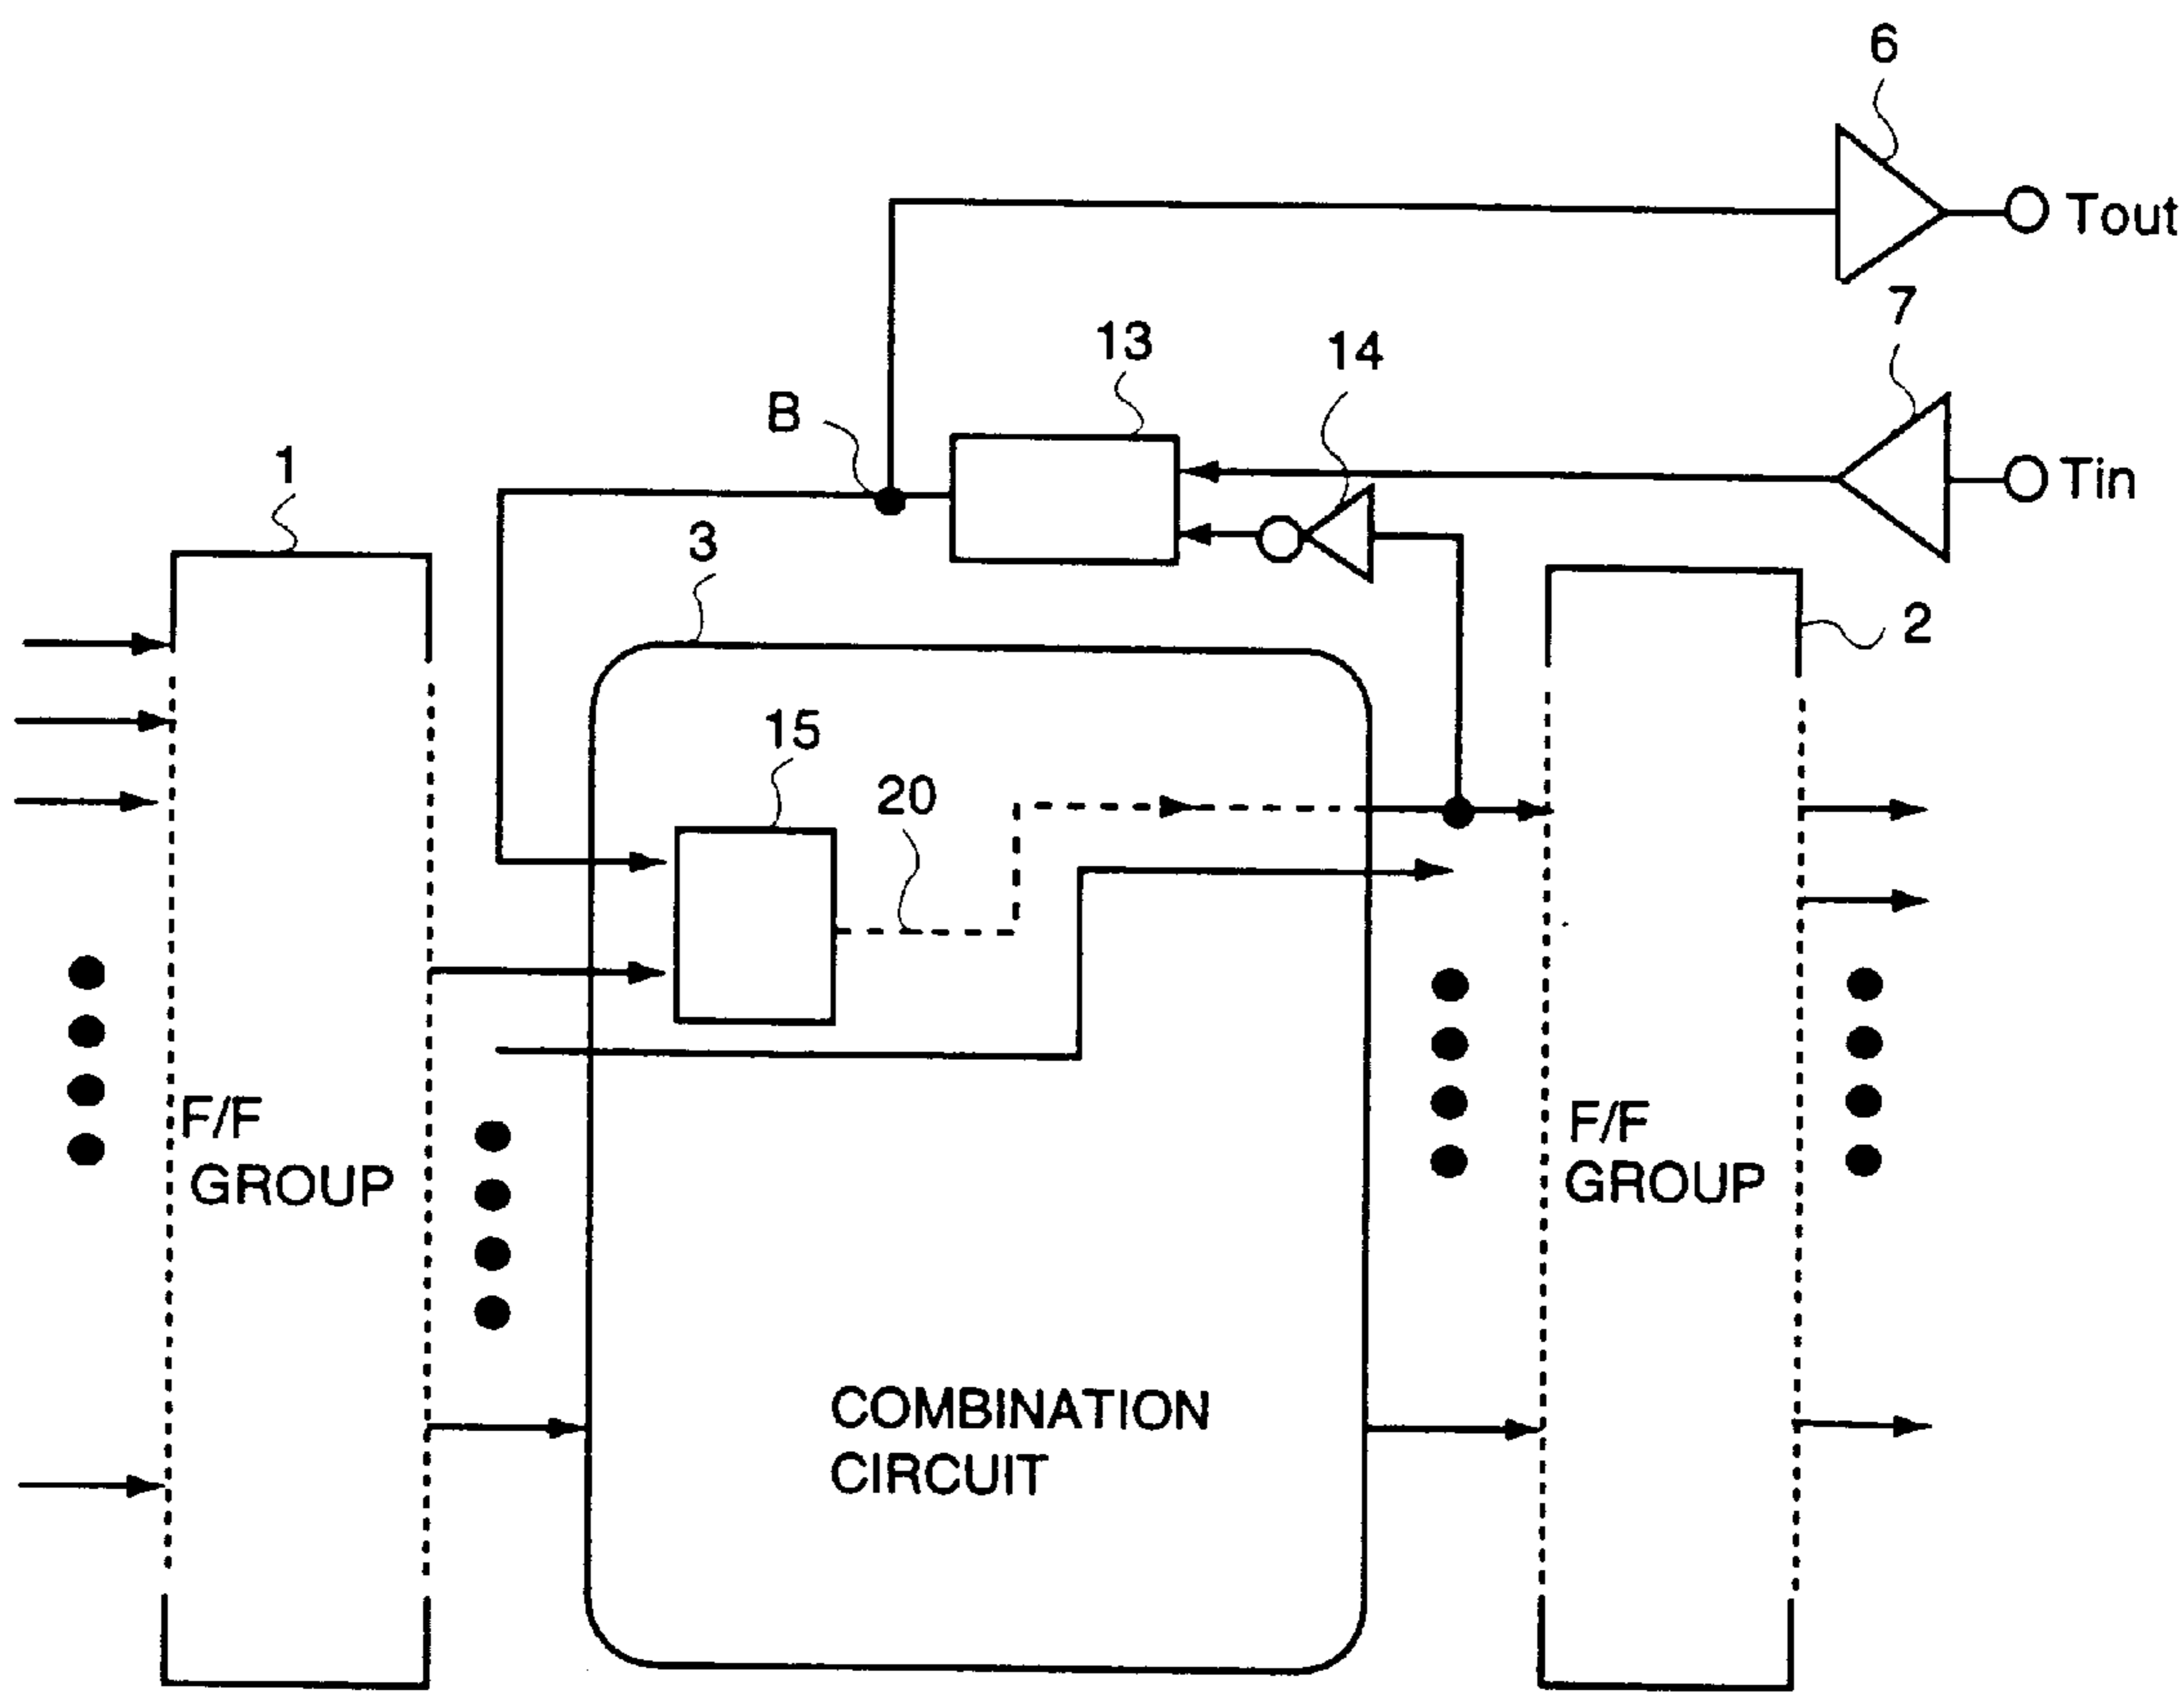 6
Tout
7
13
14
B
Tin
1
3
2
15
20
F/F
GROUP
F/F
GROUP
COMBINATION
CIRCUIT